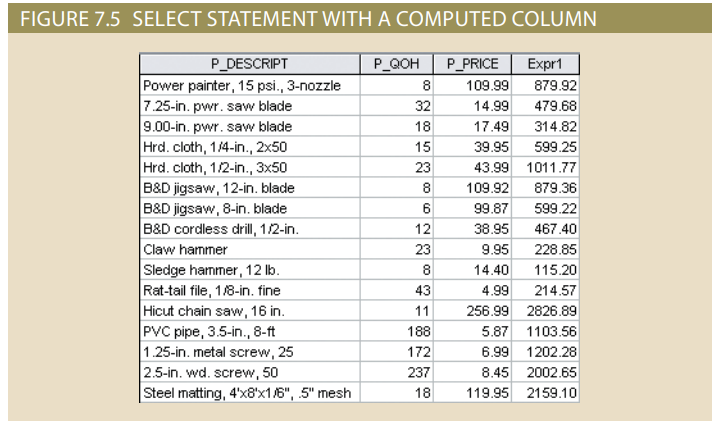 FIGURE 7.5 SELECT STATEMENT WITH A COMPUTED COLUMN
P_DESCRIPT P_QOH P_PRICE Expr1
Power painter, 15 psi., 3-nozzle 8 109.99 879.92
7.25-in. pwr. saw blade 32 14.99 479.68
9.00-in. pwr. saw blade 18 17.49 314.82
Hrd. cloth, 1/4-in., 2x50 15 39.95 599.25
Hrd. cloth, 1/2-in., 3x50 23 43.99 1011.77
B&D jigsaw, 12-in. blade 8 109.92 879.36
B&D jigsaw, 8-in. blade 6 99.87 599.22
B&D cordless drill, 1/2-in. 12 38.95 467.40
Claw hammer 23 9.95 228.85
Sledge hammer, 12 lb. 8 14.40 115.20
Rat-tail file, 1/8-in. fine 43 4.99 214.57
Hicut chain saw, 16 in. 11 256.99 2826.89
PVC pipe, 3.5-in., 8-ft 188 5.87 1103.56
1.25-in. metal screw, 25 172 6.99 1202.28
2.5-in. wd. screw, 50 237 8.45 2002.65
Steel matting, 4'x8'x1/6", .5" mesh 18 119.95 2159.10